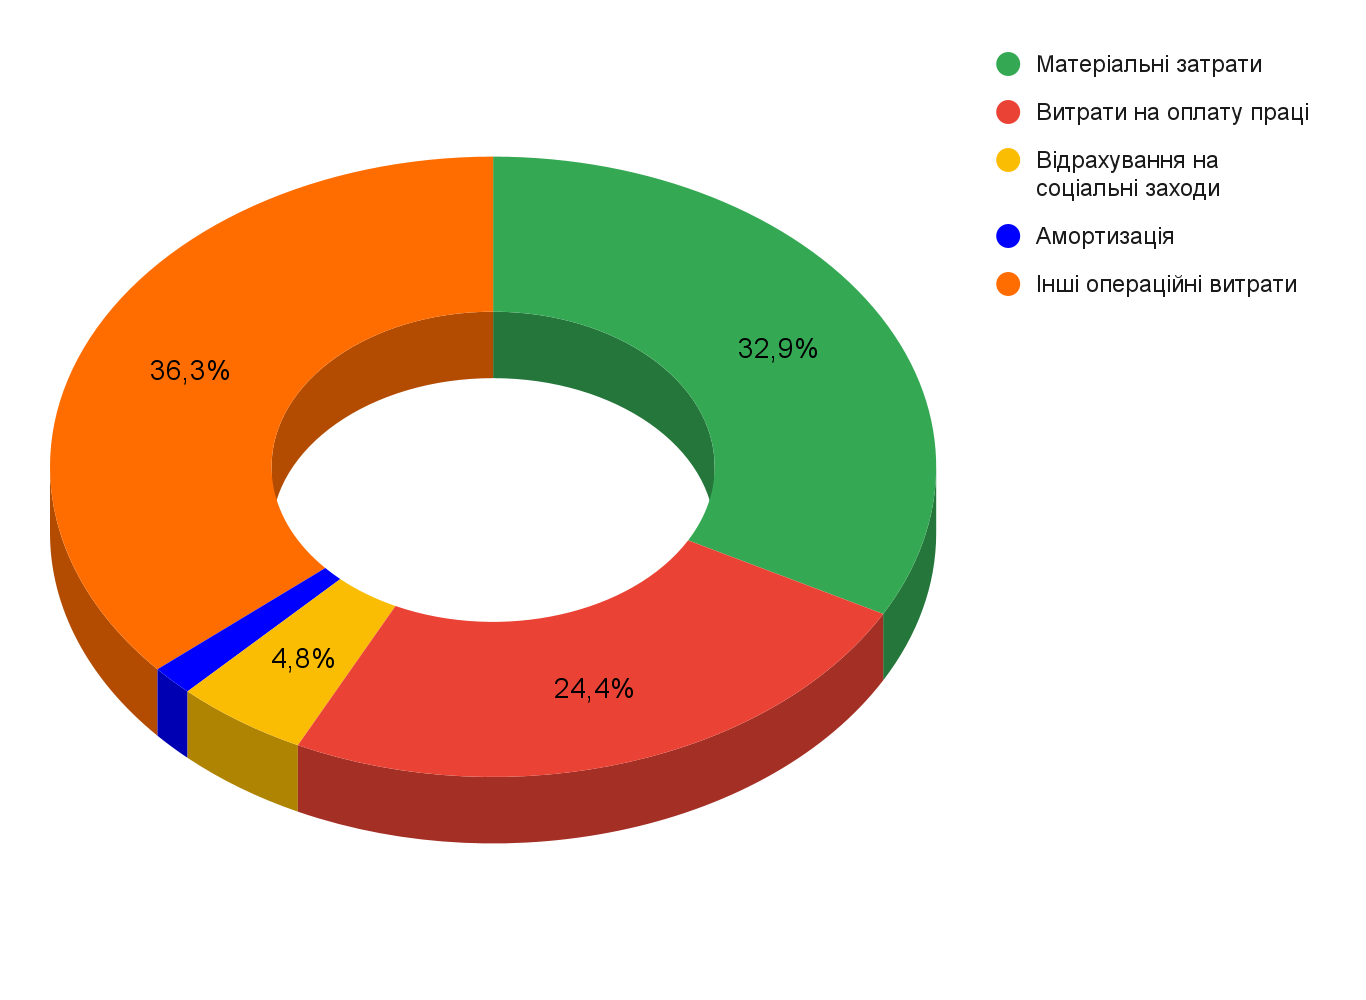 Матеріальні затрати
Витрати на оплату праці
Відрахування на
соціальні заходи
Амортизація
Інші операційні витрати
32,9%
36,3%
4,8%
24,4%